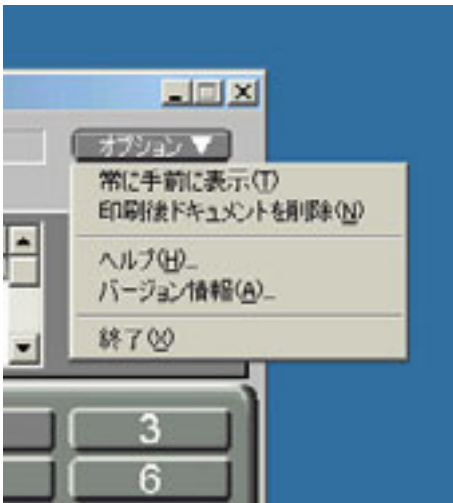 オプション▼
常に手前に表示(T)
印刷後ドキュメントを削除(N)
ヘルプ(H)...
バージョン情報(A)...
終了(X)
3
6